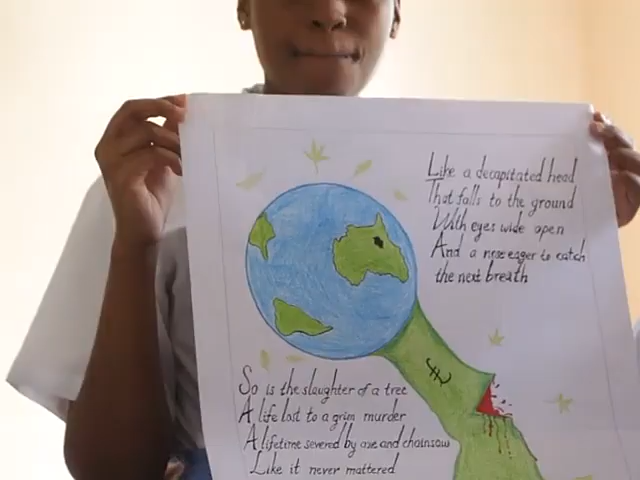 Like a decapitated head
That falls to the ground
With eyes wide open
And a nose eager to catch
the next breath
So is the slaughter of a tree
A life lost to a grim murder
A lifetime severed by axe and chainsaw
Like it never mattered